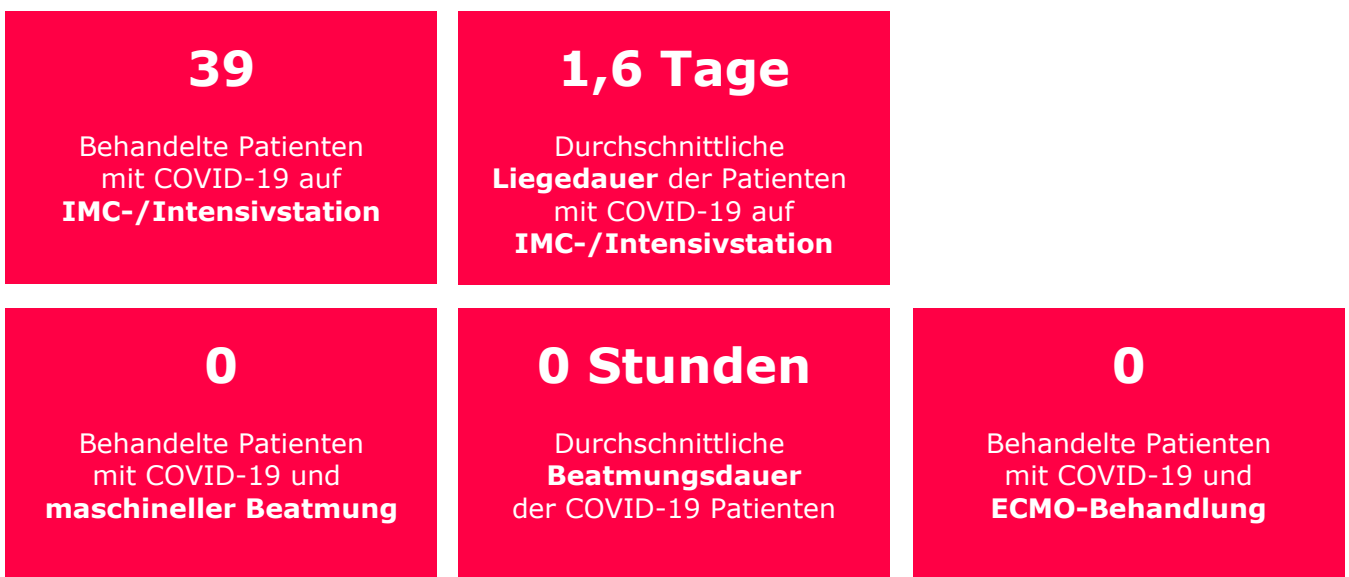 39
Behandelte Patienten
mit COVID-19 auf
IMC-/Intensivstation
1,6 Tage
Durchschnittliche
Liegedauer der Patienten
mit COVID-19 auf
IMC-/Intensivstation
0
Behandelte Patienten
mit COVID-19 und
maschineller Beatmung
0 Stunden
Durchschnittliche
Beatmungsdauer
der COVID-19 Patienten
0
Behandelte Patienten
mit COVID-19 und
ECMO-Behandlung